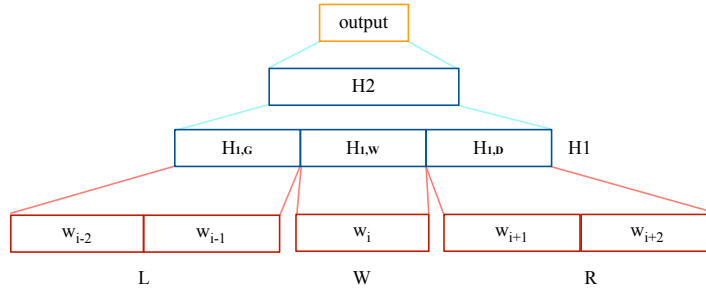 output
H2
H1,G H1,W H1,D H1
wi-2 wi-1 wi wi+1 wi+2
L W R